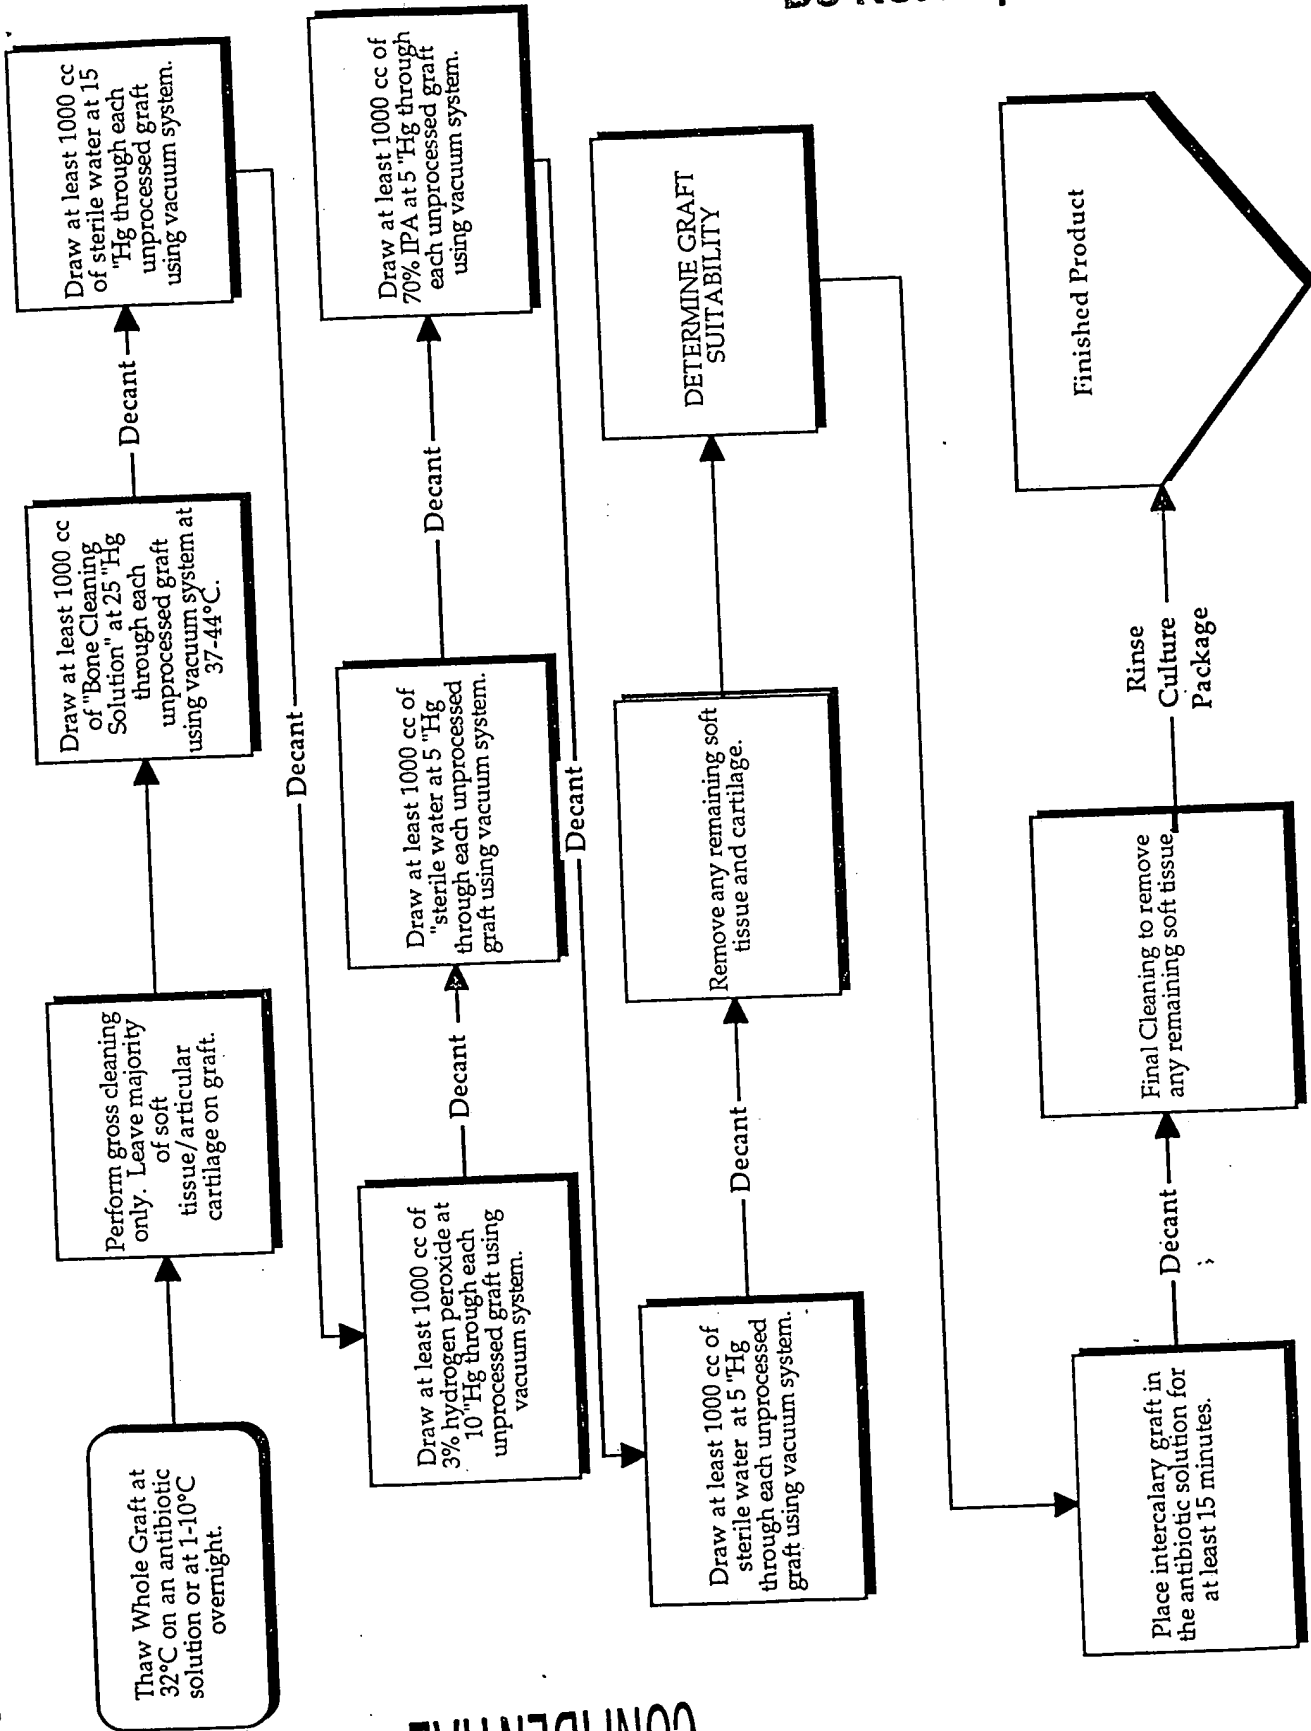 Thaw Whole Graft at
32°C on an antibiotic
solution or at 1-10°C
overnight.
Perform gross cleaning
only. Leave majority
of soft
tissue/articular
cartilage on graft.
Draw at least 1000 cc
of "Bone Cleaning
Solution" at 25 "Hg
through each
unprocessed graft
using vacuum system at
37-44°C.
Decant
Draw at least 1000 cc
of sterile water at 15
"Hg through each
unprocessed graft
using vacuum system.
Decant
Draw at least 1000 cc of
3% hydrogen peroxide at
10 "Hg through each
unprocessed graft using
vacuum system.
Decant
Draw at least 1000 cc of
"sterile water at 5 "Hg
through each unprocessed
graft using vacuum system.
Decant
Draw at least 1000 cc of
70% IPA at 5 "Hg through
each unprocessed graft
using vacuum system.
Decant
Draw at least 1000 cc of
sterile water at 5 "Hg
through each unprocessed
graft using vacuum system.
Decant
Remove any remaining soft
tissue and cartilage.
DETERMINE GRAFT
SUITABILITY
Place intercalary graft in
the antibiotic solution for
at least 15 minutes.
Decant
Final Cleaning to remove
any remaining soft tissue.
Rinse
Culture
Package
Finished Product
CONFIDENTIAL